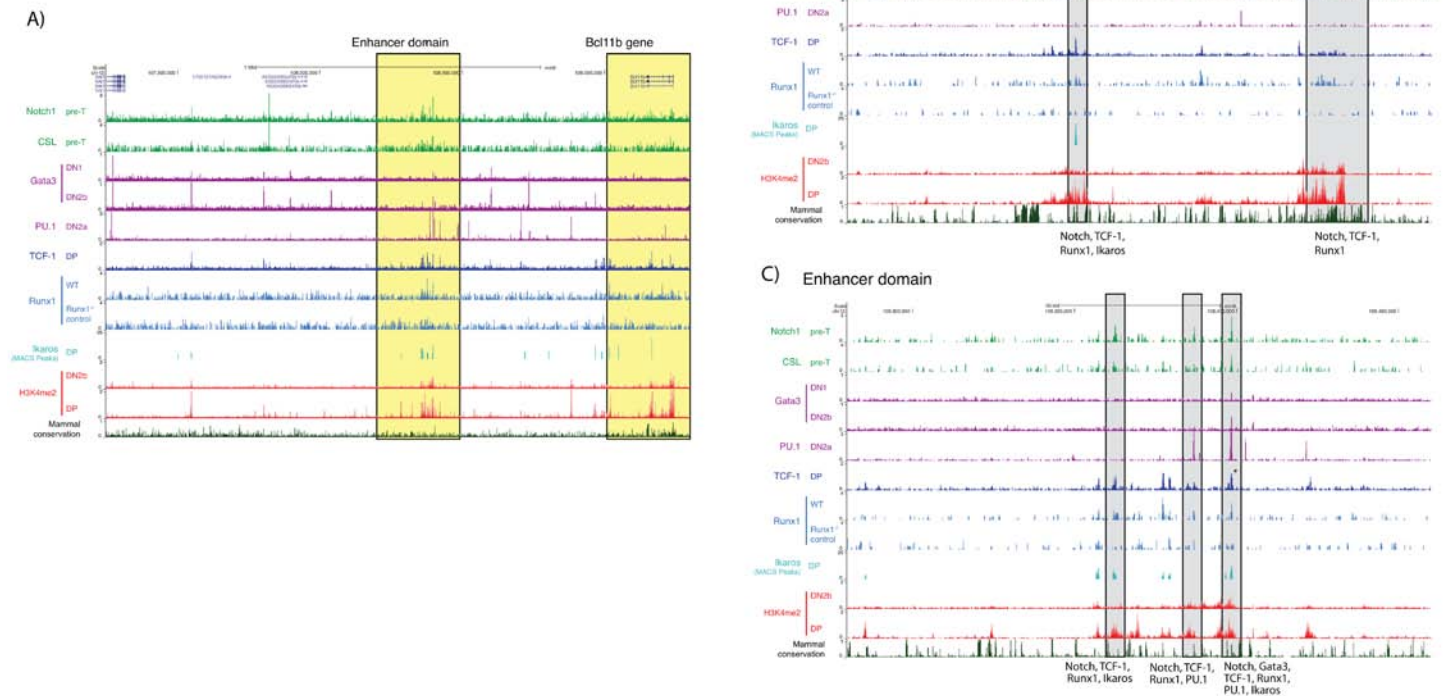 A)
Enhancer domain
Bcl11b gene
Notch1 pre-T
CSL pre-T
Gata3
DN1
DN2b
PU.1 DN2a
TCF-1 DP
Runx1
WT
Runx1-/-
control
Ikaros DP
(MACS Peaks)
H3K4me2
DN2b
DP
Mammal
conservation
PU.1 DN2a
TCF-1 DP
Runx1
WT
control
Ikaros DP
(MACS Peaks)
H3K4me2
DN2b
DP
Mammal
conservation
Notch, TCF-1,
Runx1, Ikaros
Notch, TCF-1,
Runx1
C) Enhancer domain
Notch1 pre-T
CSL pre-T
Gata3
DN1
DN2b
PU.1 DN2a
TCF-1 DP
*
Runx1
WT
control
Ikaros DP
(MACS Peaks)
H3K4me2
DN2b
DP
Mammal
conservation
Notch, TCF-1,
Runx1, Ikaros
Notch, TCF-1,
Runx1, PU.1
Notch, Gata3,
TCF-1, Runx1,
PU.1, Ikaros